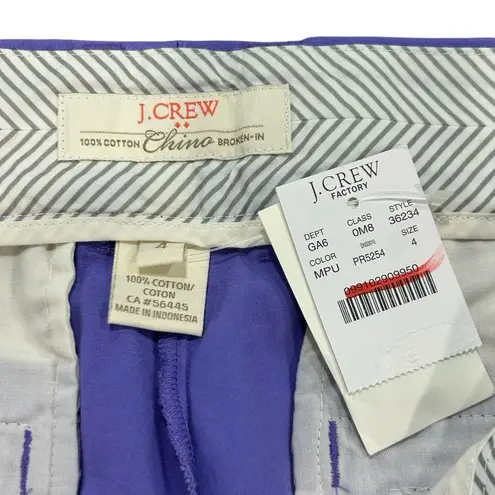 J.CREW
100% COTTON Chino BROKEN-IN
4
100% COTTON/
COTON
CA #56445
MADE IN INDONESIA
J.CREW
FACTORY
DEPT CLASS STYLE
GA6 0M8 36234
COLOR SIZE
MPU PR5254 4
099102909950